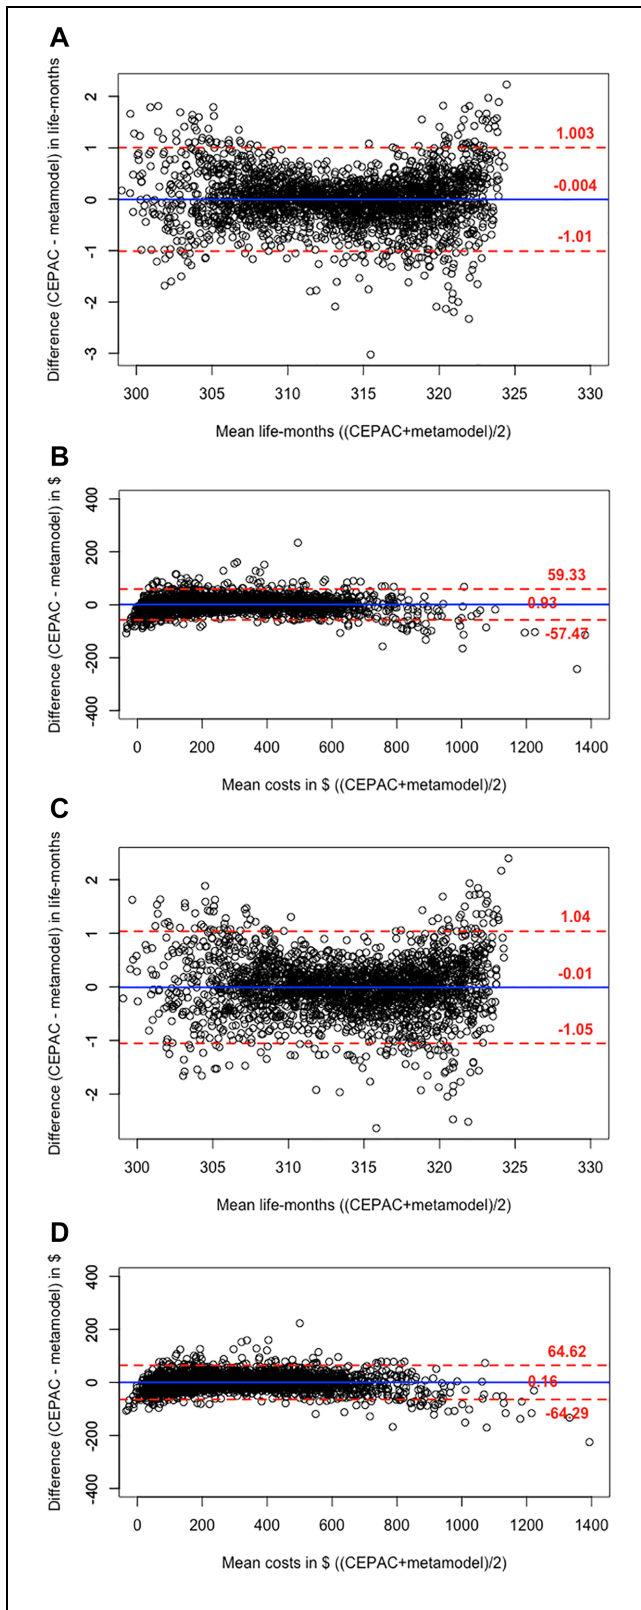 A
Difference (CEPAC - metamodel) in life-months
2
1
0
-1
-2
-3
1.003
-0.004
-1.01
300 305 310 315 320 325 330
Mean life-months ((CEPAC+metamodel)/2)
B
Difference (CEPAC - metamodel) in $
400
200
0
-200
-400
59.33
0.93
-57.47
0 200 400 600 800 1000 1200 1400
Mean costs in $ ((CEPAC+metamodel)/2)
C
Difference (CEPAC - metamodel) in life-months
2
1
0
-1
-2
1.04
-0.01
-1.05
300 305 310 315 320 325 330
Mean life-months ((CEPAC+metamodel)/2)
D
Difference (CEPAC - metamodel) in $
400
200
0
-200
-400
64.62
0.16
-64.29
0 200 400 600 800 1000 1200 1400
Mean costs in $ ((CEPAC+metamodel)/2)